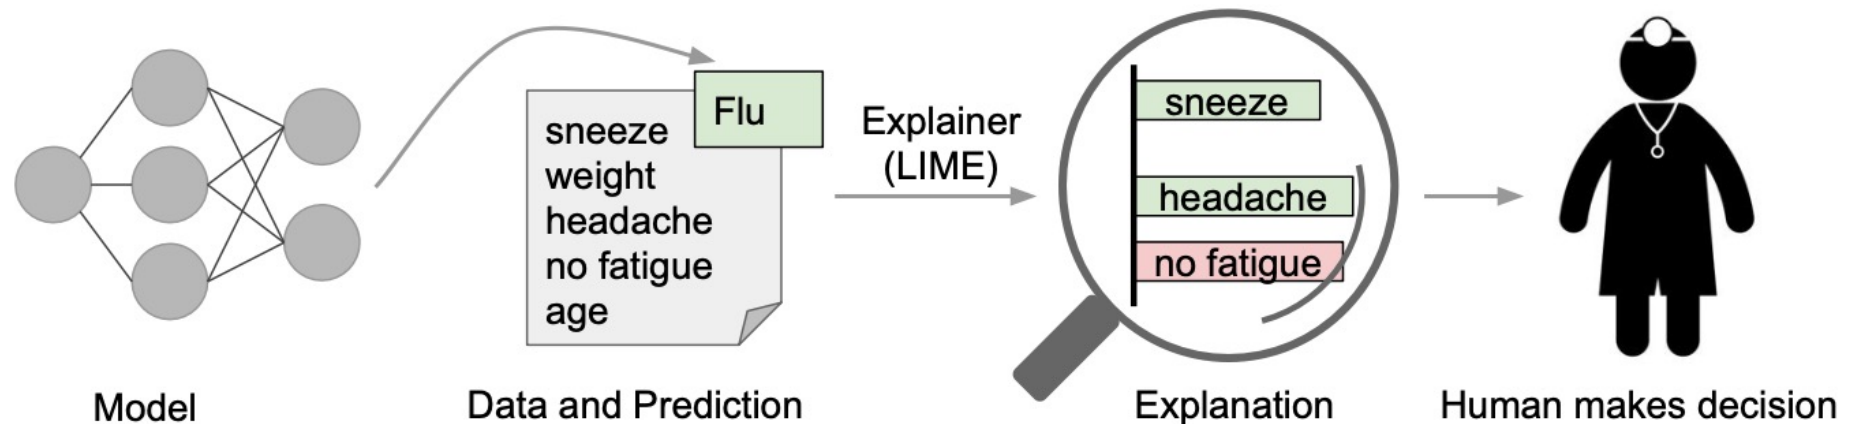 Flu
sneeze
weight
headache
no fatigue
age
Explainer
(LIME)
sneeze
headache
no fatigue
Model
Data and Prediction
Explanation
Human makes decision